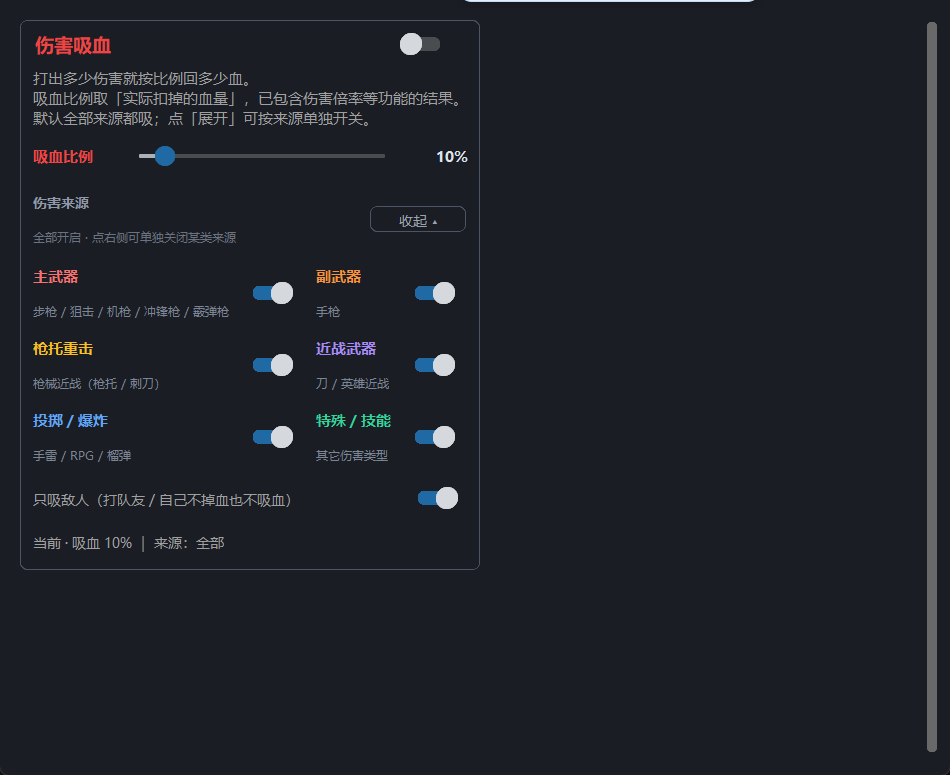 伤害吸血
打出多少伤害就按比例回多少血。
吸血比例取「实际扣掉的血量」，已包含伤害倍率等功能的结果。
默认全部来源都吸；点「展开」可按来源单独开关。
吸血比例 10%
伤害来源
收起 ▴
全部开启 · 点右侧可单独关闭某类来源
主武器 副武器
步枪 / 狙击 / 机枪 / 冲锋枪 / 霰弹枪 手枪
枪托重击 近战武器
枪械近战（枪托 / 刺刀） 刀 / 英雄近战
投掷 / 爆炸 特殊 / 技能
手雷 / RPG / 榴弹 其它伤害类型
只吸敌人（打队友 / 自己不掉血也不吸血）
当前 · 吸血 10% │ 来源：全部